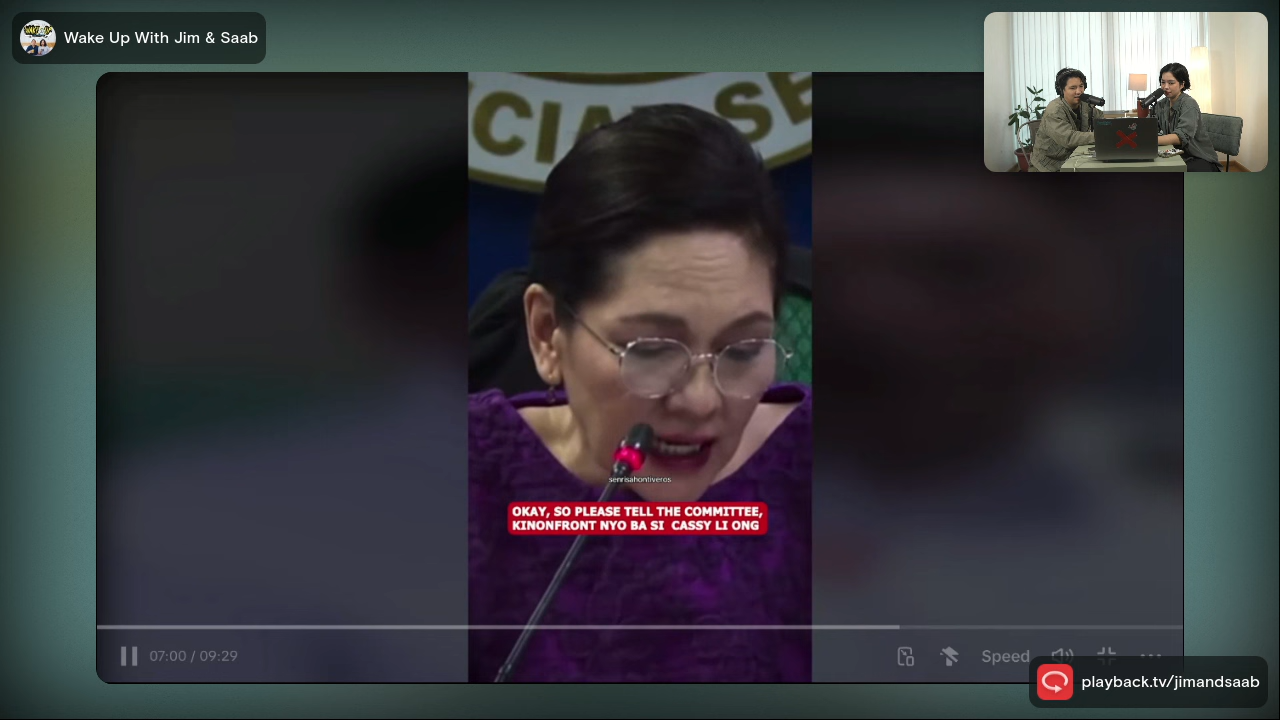 Wake Up With Jim & Saab
CIAL SE
senrisahontiveros
OKAY, SO PLEASE TELL THE COMMITTEE,
KINONFRONT NYO BA SI CASSY LI ONG
07:00 / 09:29
Speed
playback.tv/jimandsaab